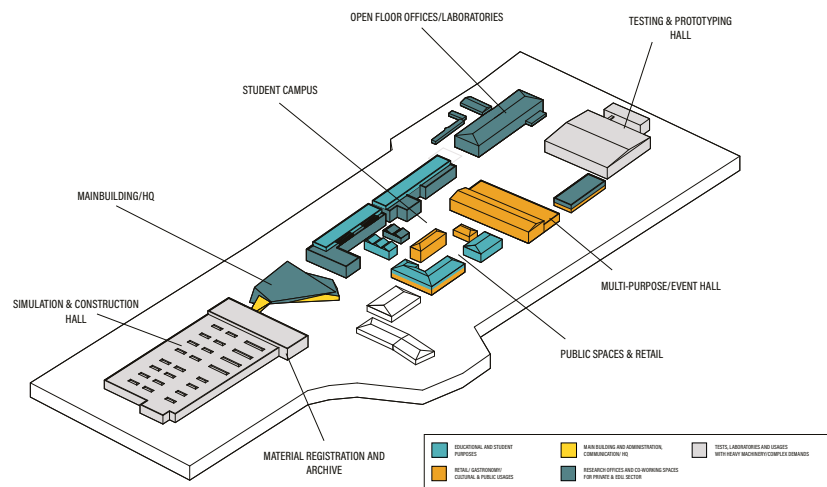 OPEN FLOOR OFFICES/LABORATORIES
TESTING & PROTOTYPING
HALL
STUDENT CAMPUS
MAINBUILDING/HQ
SIMULATION & CONSTRUCTION
HALL
MULTI-PURPOSE/EVENT HALL
PUBLIC SPACES & RETAIL
MATERIAL REGISTRATION AND
ARCHIVE
EDUCATIONAL AND STUDENT
PURPOSES
MAIN BUILDING AND ADMINISTRATION,
COMMUNICATION/ HQ
TESTS, LABORATORIES AND USAGES
WITH HEAVY MACHINERY/COMPLEX DEMANDS
RETAIL/ GASTRONOMY/
CULTURAL & PUBLIC USAGES
RESEARCH OFFICES AND CO-WORKING SPACES
FOR PRIVATE & EDU. SECTOR